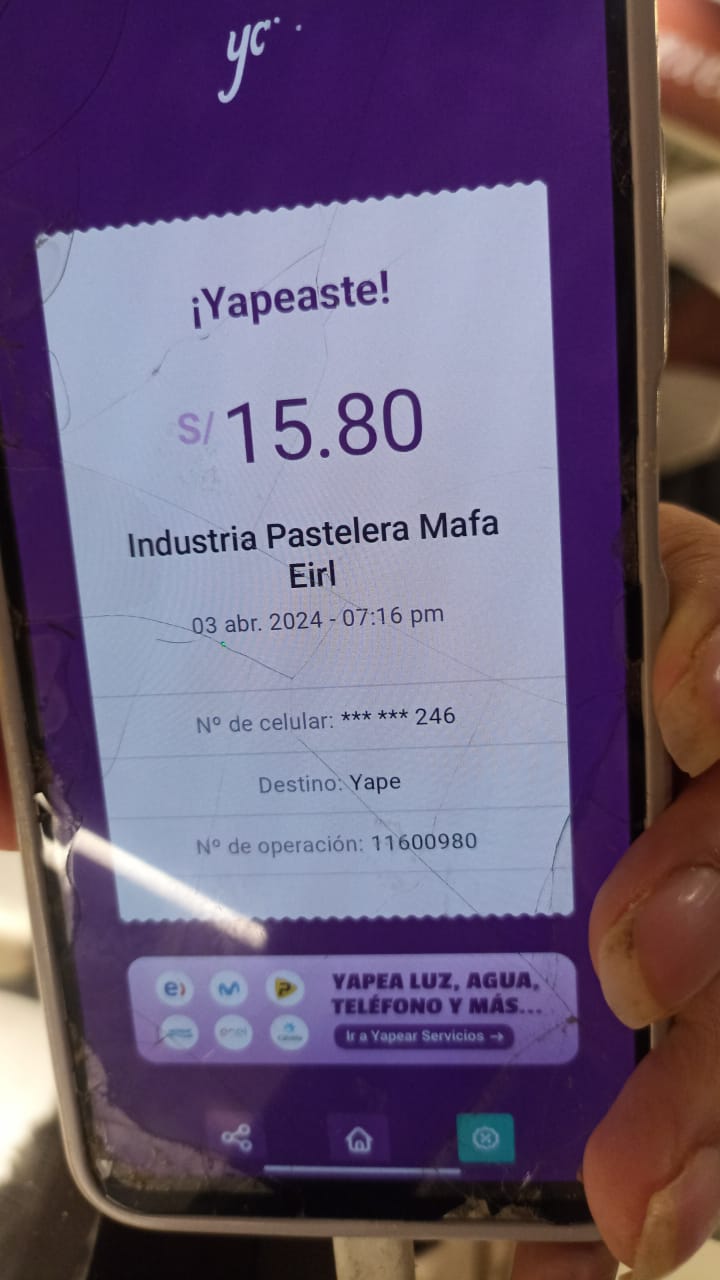 ¡Yapeaste!
S/ 15.80
Industria Pastelera Mafa
Eirl
03 abr. 2024 - 07:16 pm
Nº de celular: *** *** 246
Destino: Yape
Nº de operación: 11600980
YAPEA LUZ, AGUA,
TELÉFONO Y MÁS...
Ir a Yapear Servicios →
enel